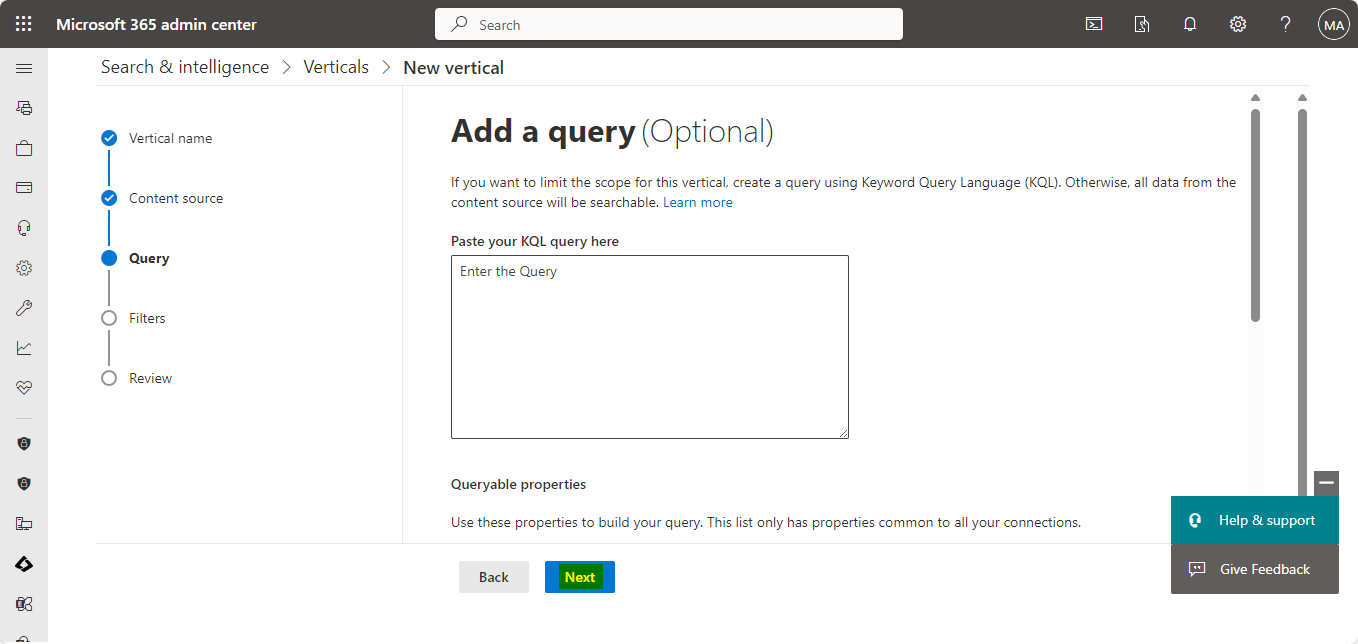 Microsoft 365 admin center
Search
MA
Search & intelligence > Verticals > New vertical
Vertical name
Content source
Query
Filters
Review
Add a query (Optional)
If you want to limit the scope for this vertical, create a query using Keyword Query Language (KQL). Otherwise, all data from the
content source will be searchable. Learn more
Paste your KQL query here
Enter the Query
Queryable properties
Use these properties to build your query. This list only has properties common to all your connections.
Back
Next
Help & support
Give Feedback